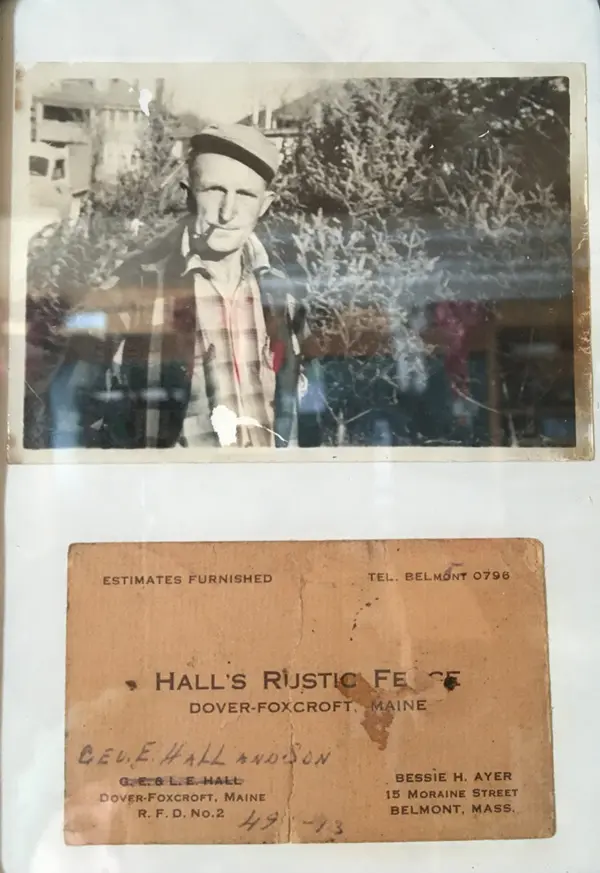 ESTIMATES FURNISHED
TEL. BELMONT 0796
HALL'S RUSTIC
DOVER-FOXCROFT, MAINE
GEO. E. HALL AND SON
G. E. & L. E. HALL
DOVER-FOXCROFT, MAINE
R. F. D. NO. 2
BESSIE H. AYER
15 MORAINE STREET
BELMONT, MASS.